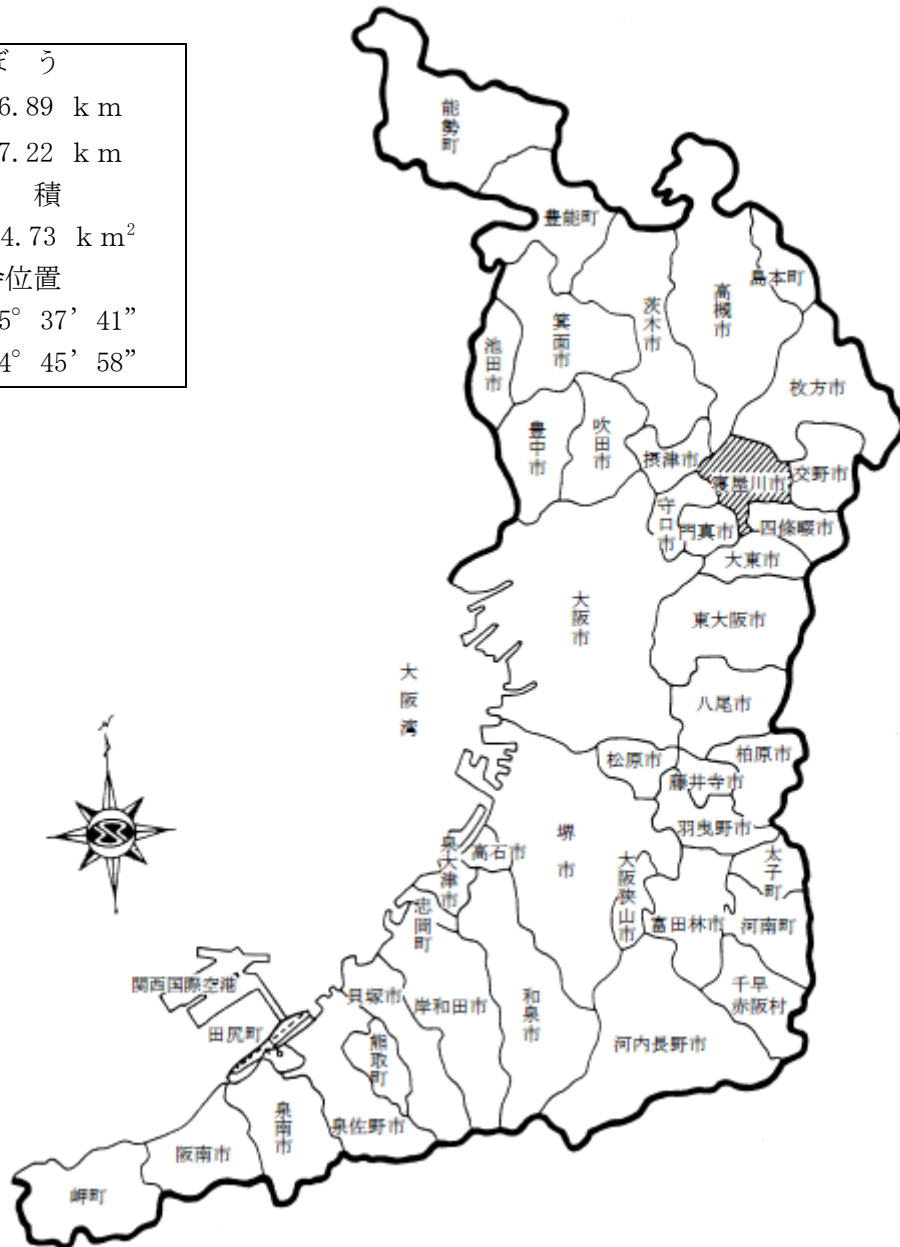 ぼう
6.89 km
7.22 km
積
4.73 km²
位置
5° 37’ 41”
4° 45’ 58”
能勢町
豊能町
島本町
高槻市
茨木市
箕面市
池田市
枚方市
豊中市
吹田市
摂津市
寝屋川市
交野市
守口市
門真市
四條畷市
大東市
大阪市
東大阪市
大阪湾
八尾市
松原市
柏原市
藤井寺市
羽曳野市
堺市
高石市
泉大津市
太子町
大阪狭山市
忠岡町
富田林市
河南町
関西国際空港
貝塚市
岸和田市
和泉市
千早
赤阪村
田尻町
熊取町
河内長野市
泉南市
泉佐野市
阪南市
岬町
N